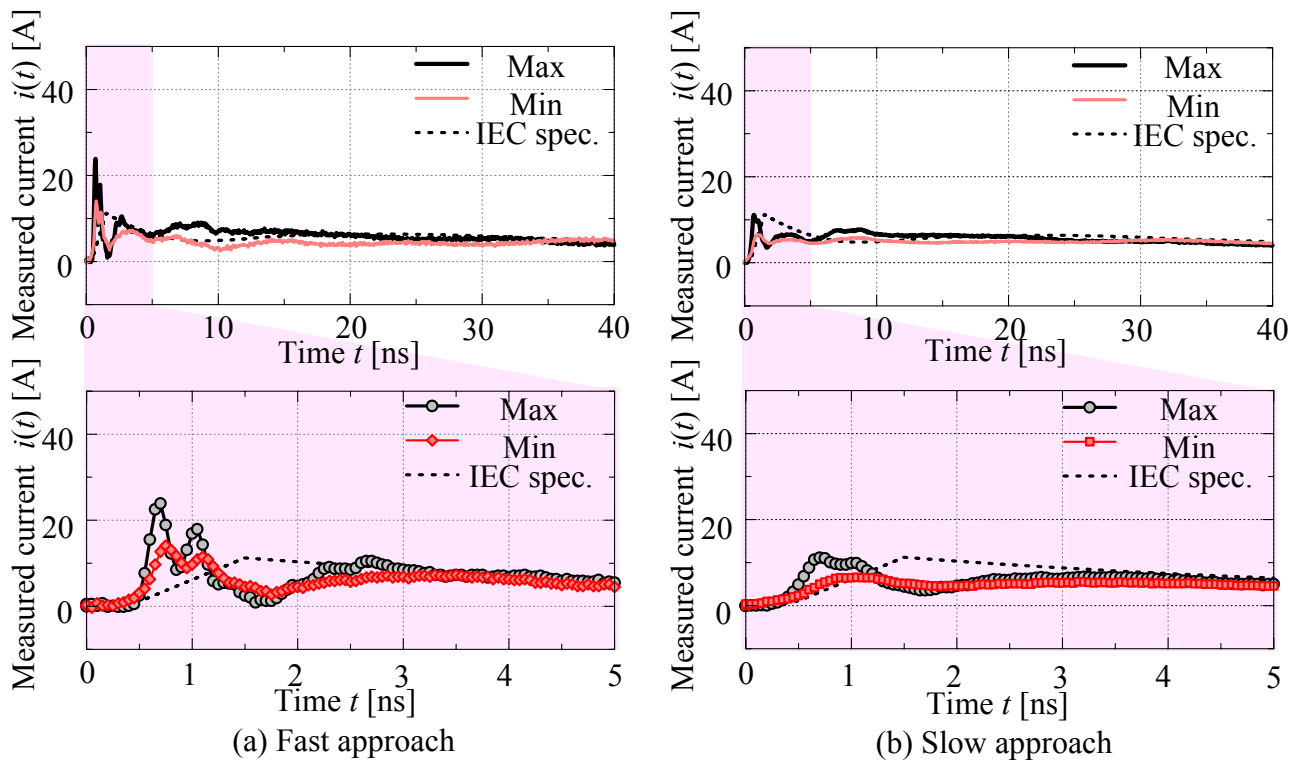 Measured current i(t) [A]
40
20
0
Max
Min
IEC spec.
0
10
20
30
40
Time t [ns]
Measured current i(t) [A]
40
20
0
Max
Min
IEC spec.
0
1
2
3
4
5
Time t [ns]
(a) Fast approach
Measured current i(t) [A]
40
20
0
Max
Min
IEC spec.
0
10
20
30
40
Time t [ns]
Measured current i(t) [A]
40
20
0
Max
Min
IEC spec.
0
1
2
3
4
5
Time t [ns]
(b) Slow approach